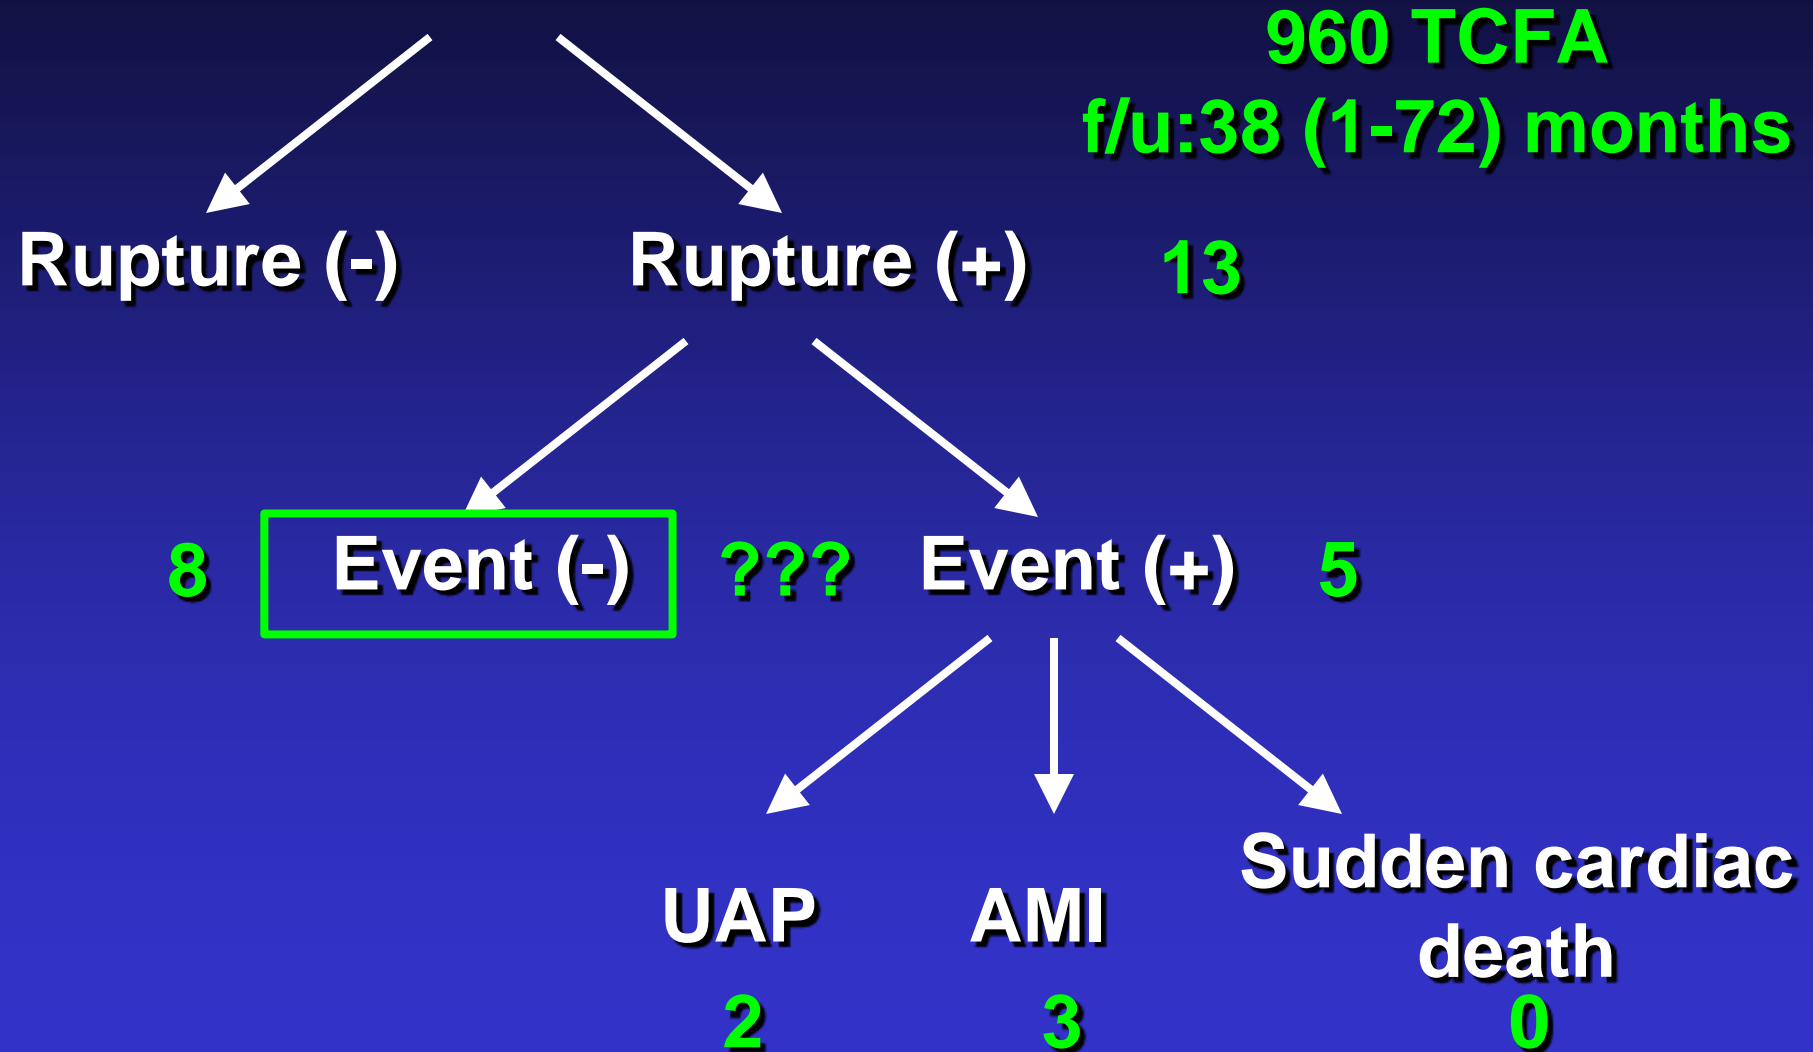 960 TCFA
f/u:38 (1-72) months
Rupture (-) Rupture (+) 13
8 Event (-) ??? Event (+) 5
UAP AMI Sudden cardiac
death
2 3 0